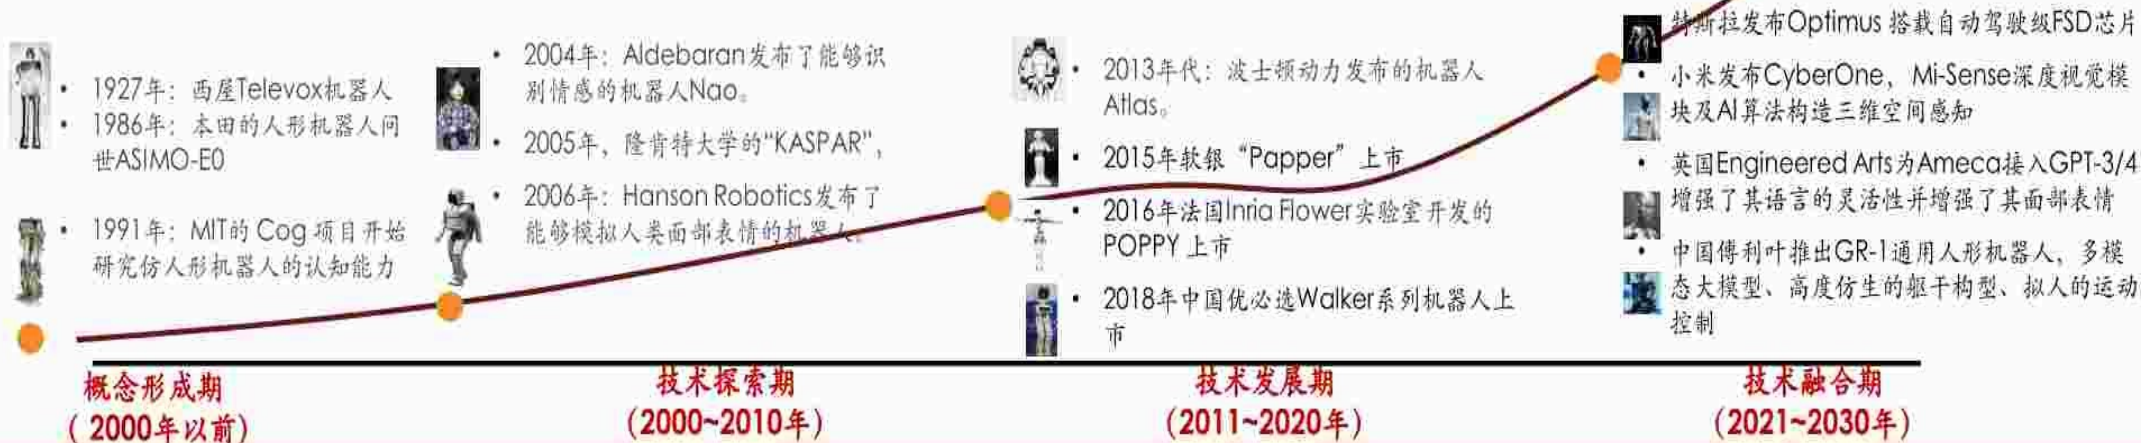 1927年：西屋Televox机器人
1986年：本田的人形机器人问
世ASIMO-E0
1991年：MIT的 Cog 项目开始
研究仿人形机器人的认知能力
2004年：Aldebaran发布了能够识
别情感的机器人Nao。
2005年，隆肯特大学的“KASPAR”，
2006年：Hanson Robotics发布了
能够模拟人类面部表情的机器人。
2013年代：波士顿动力发布的机器人
Atlas。
2015年软银“Papper”上市
2016年法国Inria Flower实验室开发的
POPPY 上市
2018年中国优必选Walker系列机器人上
市
特斯拉发布Optimus 搭载自动驾驶级FSD芯片
小米发布CyberOne，Mi-Sense深度视觉模
块及AI算法构造三维空间感知
英国Engineered Arts为Ameca接入GPT-3/4
增强了其语言的灵活性并增强了其面部表情
中国傅利叶推出GR-1通用人形机器人，多模
态大模型、高度仿生的躯干构型、拟人的运动
控制
概念形成期
（ 2000年以前）
技术探索期
（2000~2010年）
技术发展期
（2011~2020年）
技术融合期
（2021~2030年）